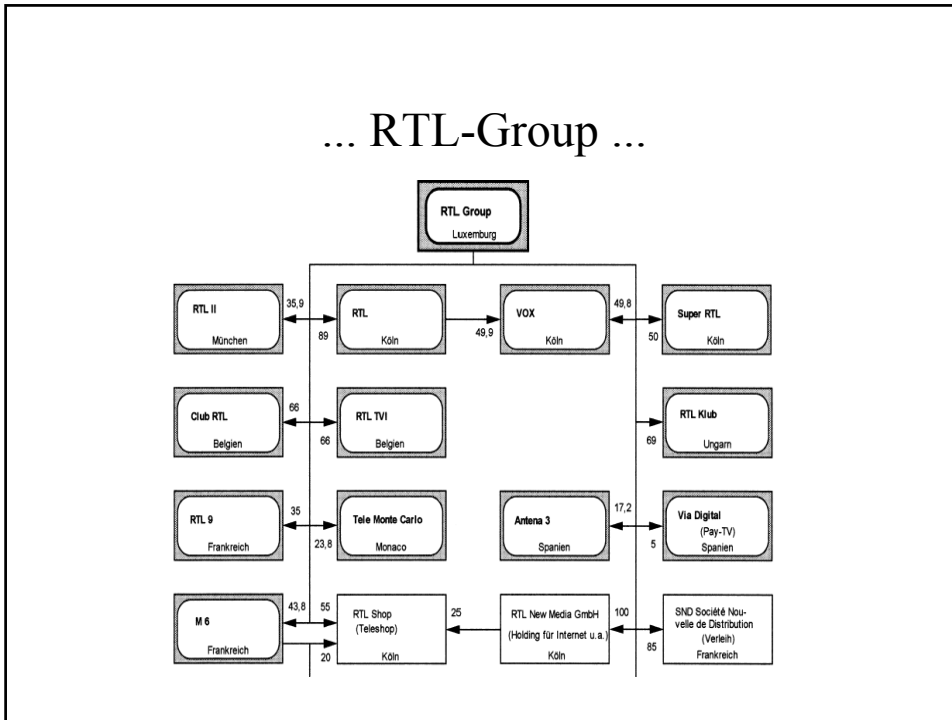 ... RTL-Group ...
RTL Group
Luxemburg
RTL II
München
35,9
89
RTL
Köln
49,9
VOX
Köln
49,8
50
Super RTL
Köln
Club RTL
Belgien
66
66
RTL TVI
Belgien
69
RTL Klub
Ungarn
RTL 9
Frankreich
35
23,8
Tele Monte Carlo
Monaco
Antena 3
Spanien
17,2
5
Via Digital
(Pay-TV)
Spanien
M 6
Frankreich
43,8
55
20
RTL Shop
(Teleshop)
Köln
25
RTL New Media GmbH
(Holding für Internet u.a.)
Köln
100
85
SND Société Nou-
velle de Distribution
(Verleih)
Frankreich